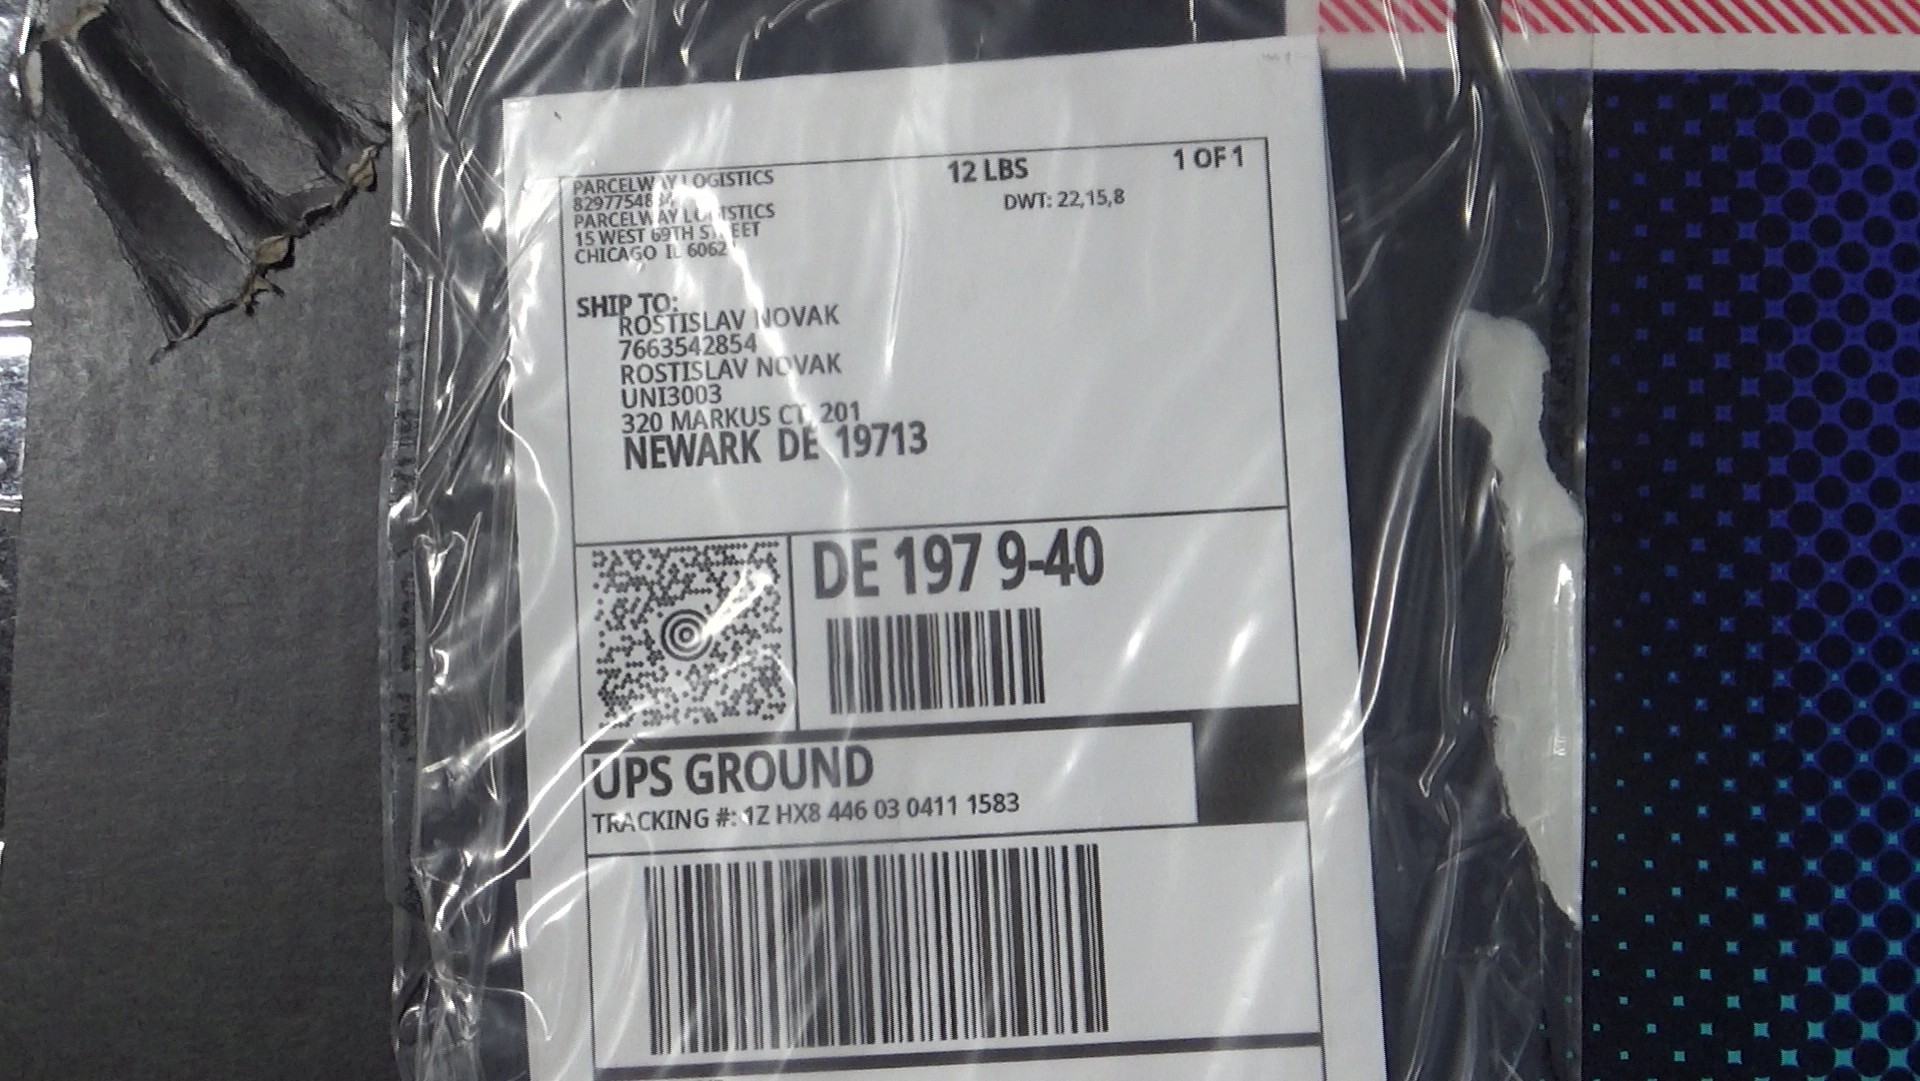 PARCELWAY LOGISTICS
PARCELWAY LOGISTICS
15 WEST 69TH STREET
CHICAGO IL
12 LBS
1 OF 1
DWT: 22,15,8
SHIP TO:
ROSTISLAV NOVAK
7663542854
ROSTISLAV NOVAK
UNI3003
320 MARKUS CT, 201
NEWARK DE 19713
DE 197 9-40
UPS GROUND
TRACKING #: 1Z HX8 446 03 0411 1583